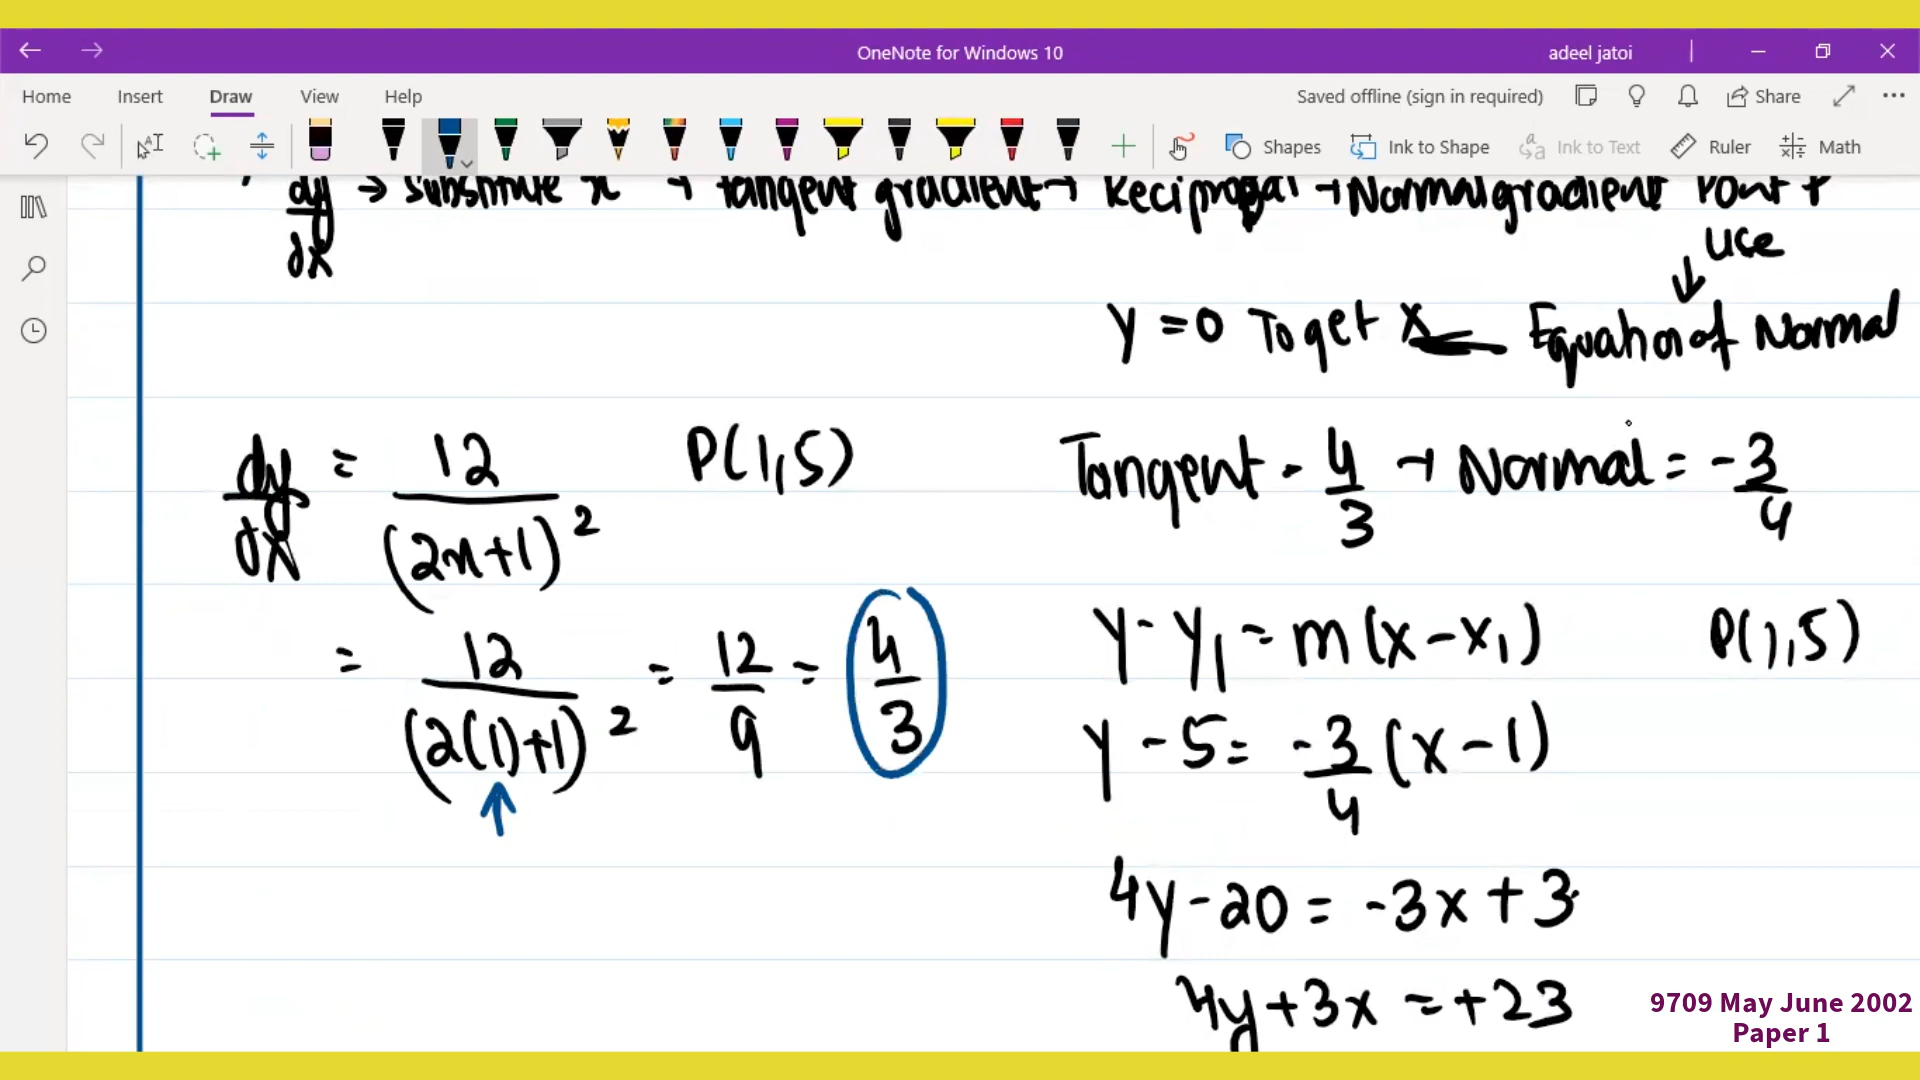 OneNote for Windows 10
adeel jatoi
Home Insert Draw View Help
Saved offline (sign in required)
Share
Shapes Ink to Shape Ink to Text Ruler Math
dy/dx → Substitute x → tangent gradient → Reciprogal → Normal gradient Point +
use
↓
y = 0 To get x ← Equation of Normal
dy/dx = 12/(2x+1)² P(1,5)
= 12/(2(1)+1)² = 12/9 = 4/3
↑
Tangent - 4/3 → Normal = -3/4
y - y₁ = m(x - x₁) P(1,5)
y - 5 = -3/4 (x - 1)
4y - 20 = -3x + 3
4y + 3x = +23
9709 May June 2002
Paper 1